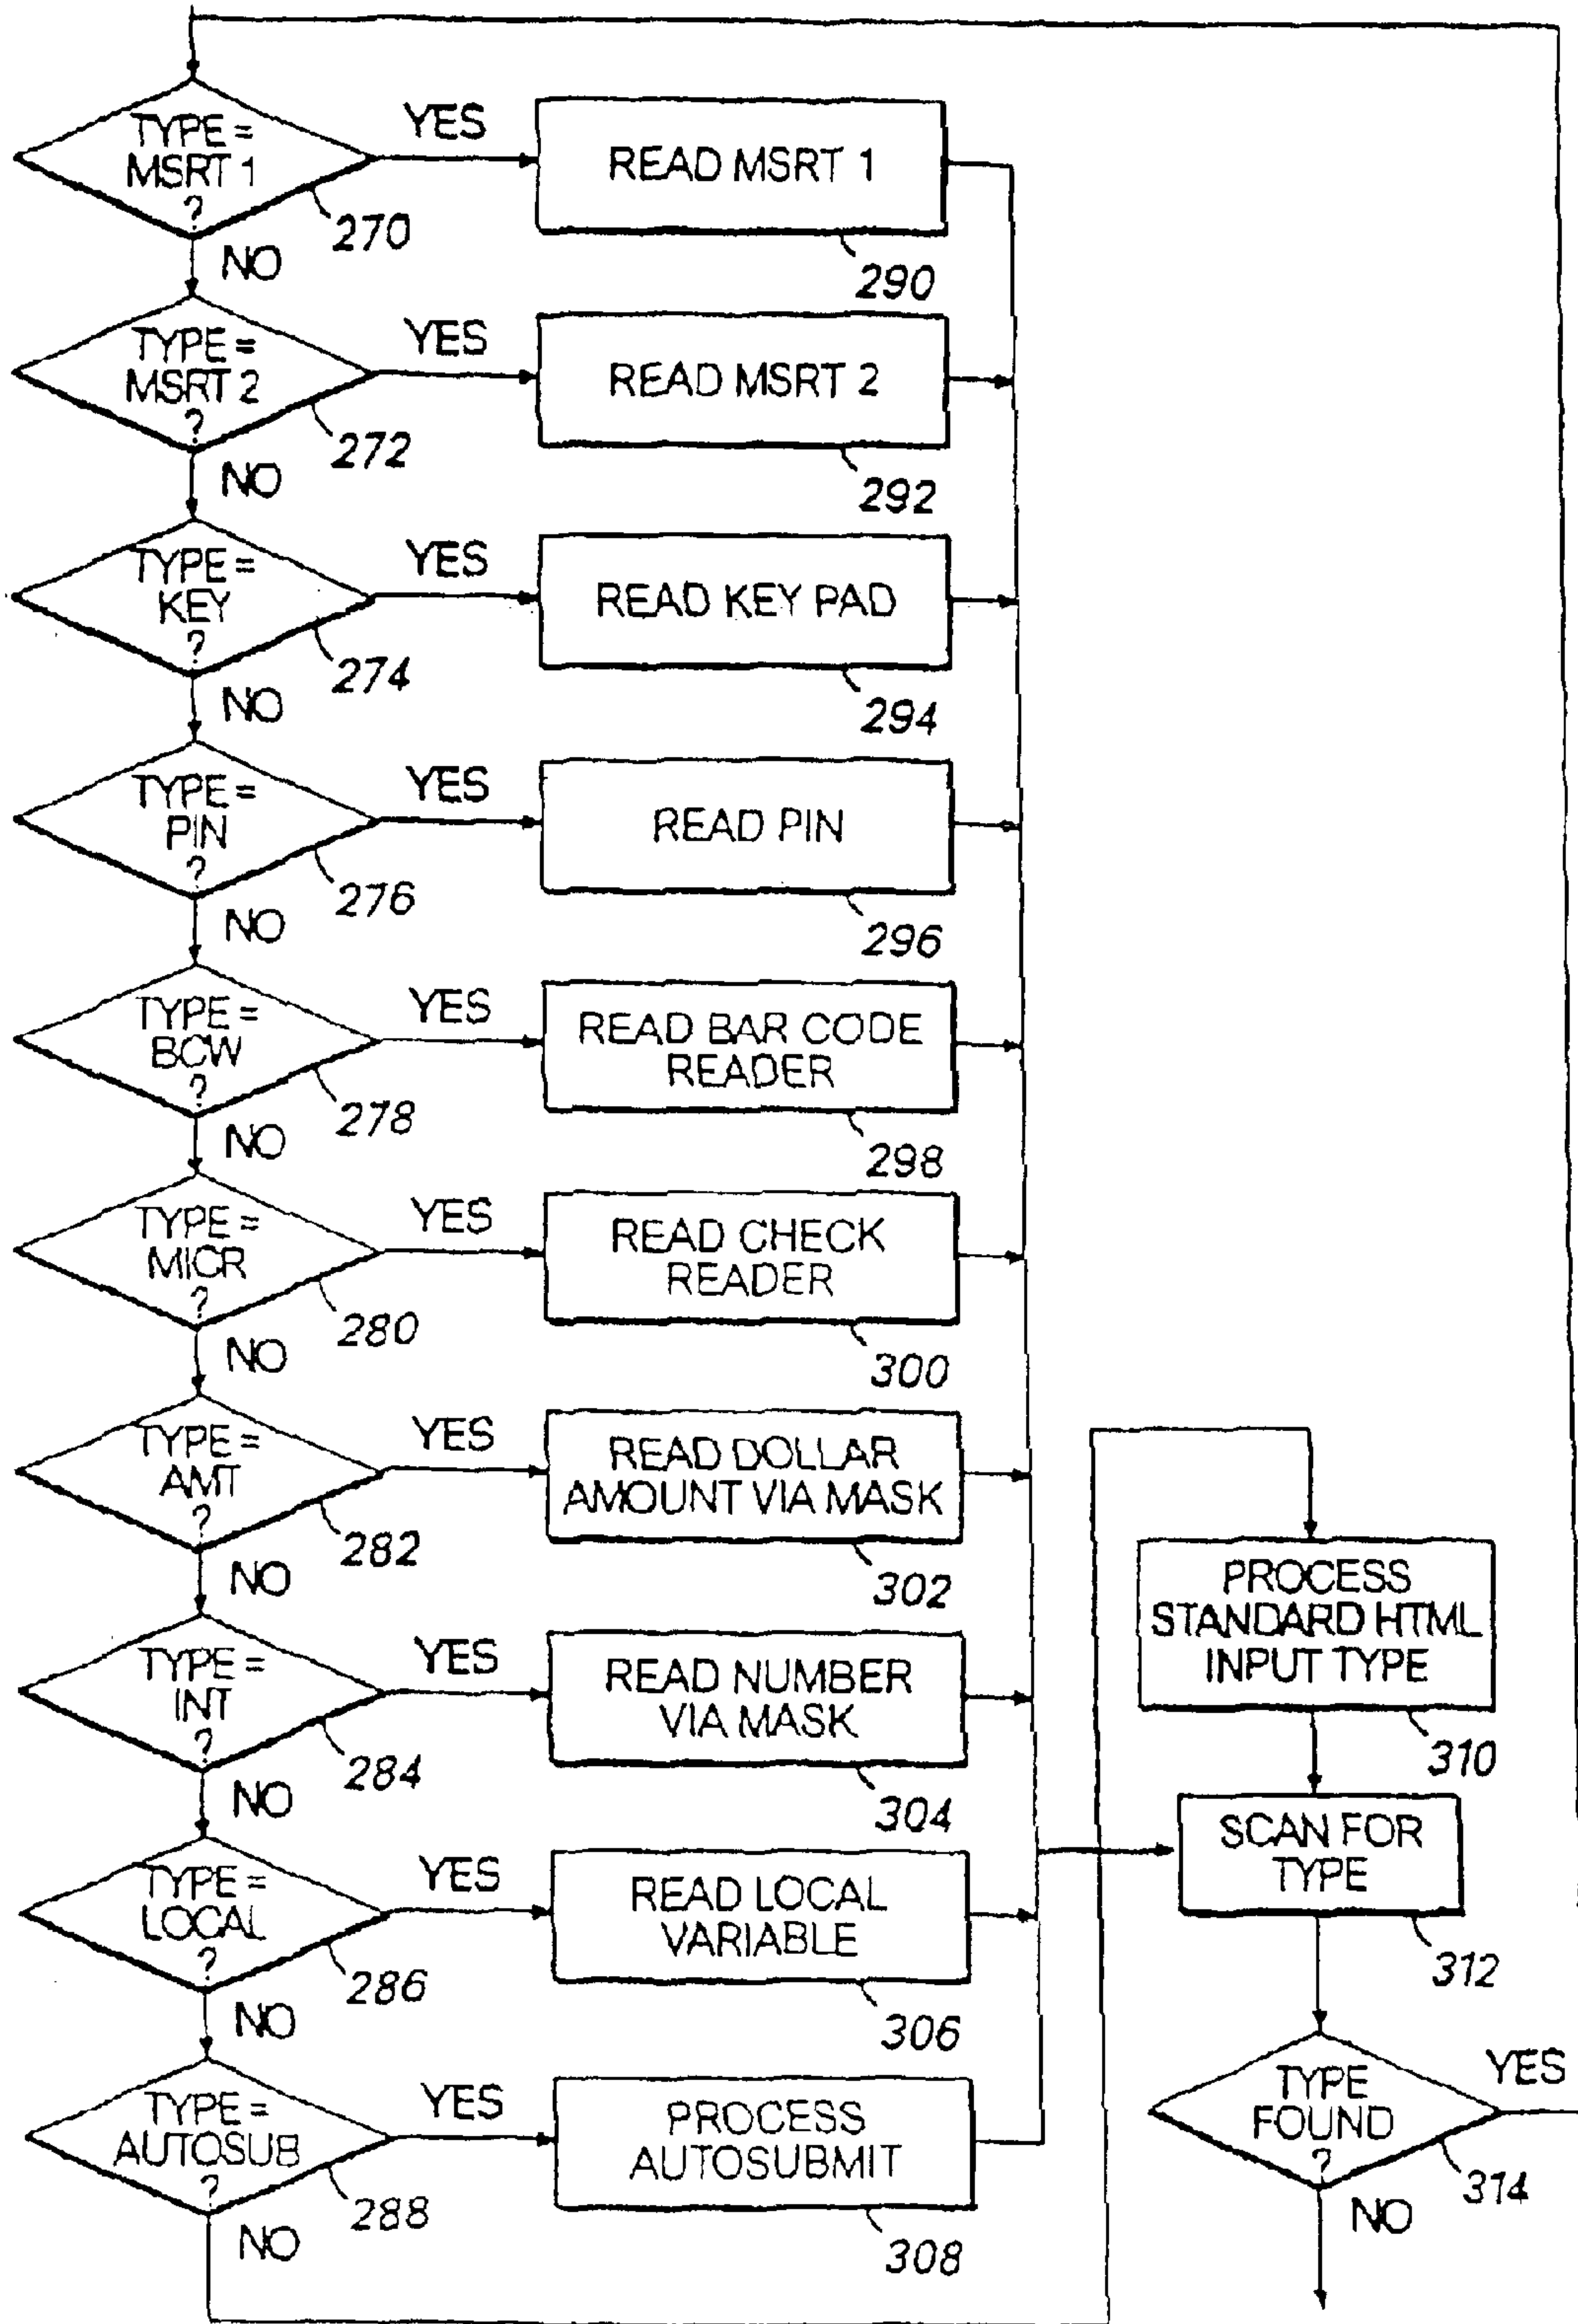 TYPE =
MSRT 1
?
270
YES
READ MSRT 1
290
NO
TYPE =
MSRT 2
?
272
YES
READ MSRT 2
292
NO
TYPE =
KEY
?
274
YES
READ KEY PAD
294
NO
TYPE =
PIN
?
276
YES
READ PIN
296
NO
TYPE =
BCW
?
278
YES
READ BAR CODE
READER
298
NO
TYPE =
MICR
?
280
YES
READ CHECK
READER
300
NO
TYPE =
AMT
?
282
YES
READ DOLLAR
AMOUNT VIA MASK
302
NO
TYPE =
INT
?
284
YES
READ NUMBER
VIA MASK
304
NO
TYPE =
LOCAL
?
286
YES
READ LOCAL
VARIABLE
306
NO
TYPE =
AUTOSUB
?
288
YES
PROCESS
AUTOSUBMIT
308
NO
PROCESS
STANDARD HTML
INPUT TYPE
310
SCAN FOR
TYPE
312
TYPE
FOUND
?
314
YES
NO